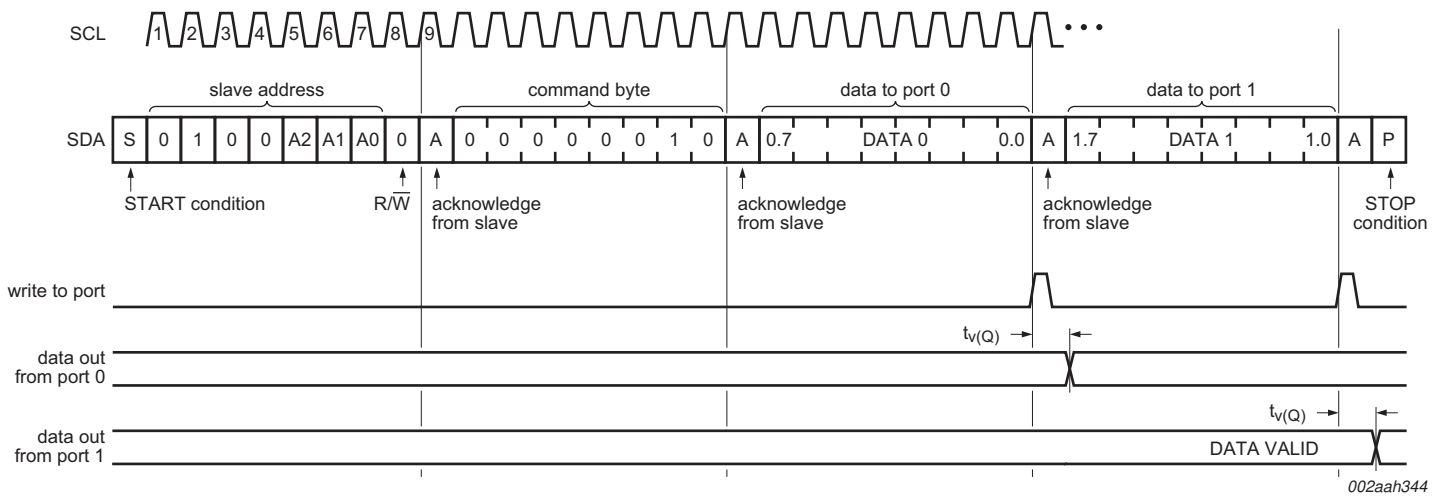 SCL 1 2 3 4 5 6 7 8 9
slave address command byte data to port 0 data to port 1
SDA S 0 1 0 0 A2 A1 A0 0 A 0 0 0 0 0 0 1 0 A 0.7 DATA 0 0.0 A 1.7 DATA 1 1.0 A P
START condition R/W̅ acknowledge acknowledge acknowledge STOP
from slave from slave from slave condition
write to port
tv(Q)
data out
from port 0
tv(Q)
data out
from port 1 DATA VALID
002aah344